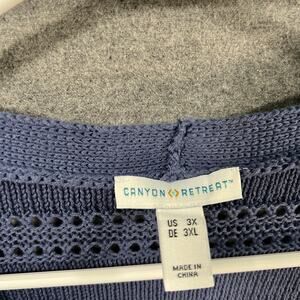 CANYON RETREAT™
US 3X
DE 3XL
MADE IN
CHINA